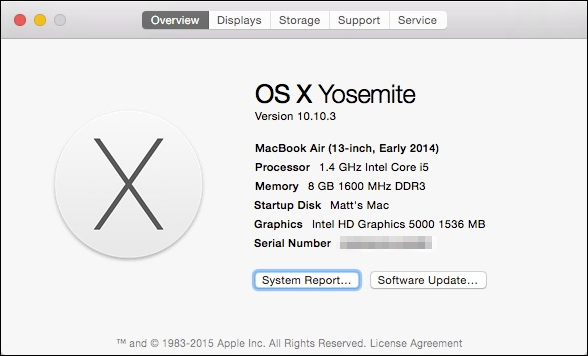 Overview Displays Storage Support Service
OS X Yosemite
Version 10.10.3
MacBook Air (13-inch, Early 2014)
Processor 1.4 GHz Intel Core i5
Memory 8 GB 1600 MHz DDR3
Startup Disk Matt's Mac
Graphics Intel HD Graphics 5000 1536 MB
Serial Number
System Report... Software Update...
™ and © 1983-2015 Apple Inc. All Rights Reserved. License Agreement